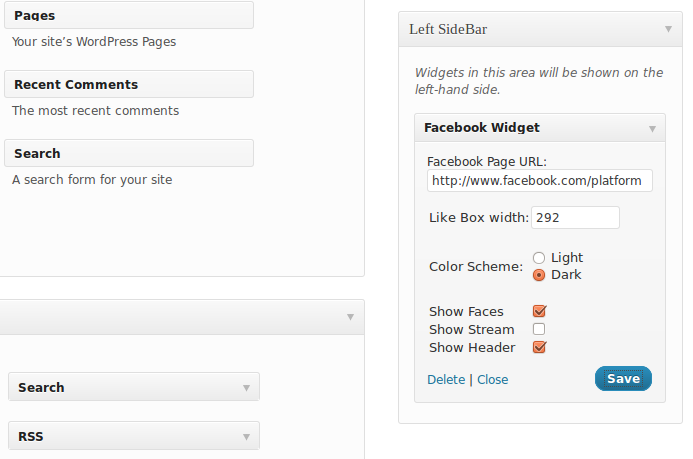 Pages
Your site’s WordPress Pages
Recent Comments
The most recent comments
Search
A search form for your site
Search
RSS
Left SideBar
Widgets in this area will be shown on the
left-hand side.
Facebook Widget
Facebook Page URL:
http://www.facebook.com/platform
Like Box width: 292
Color Scheme: Light
Dark
Show Faces
Show Stream
Show Header
Delete | Close Save